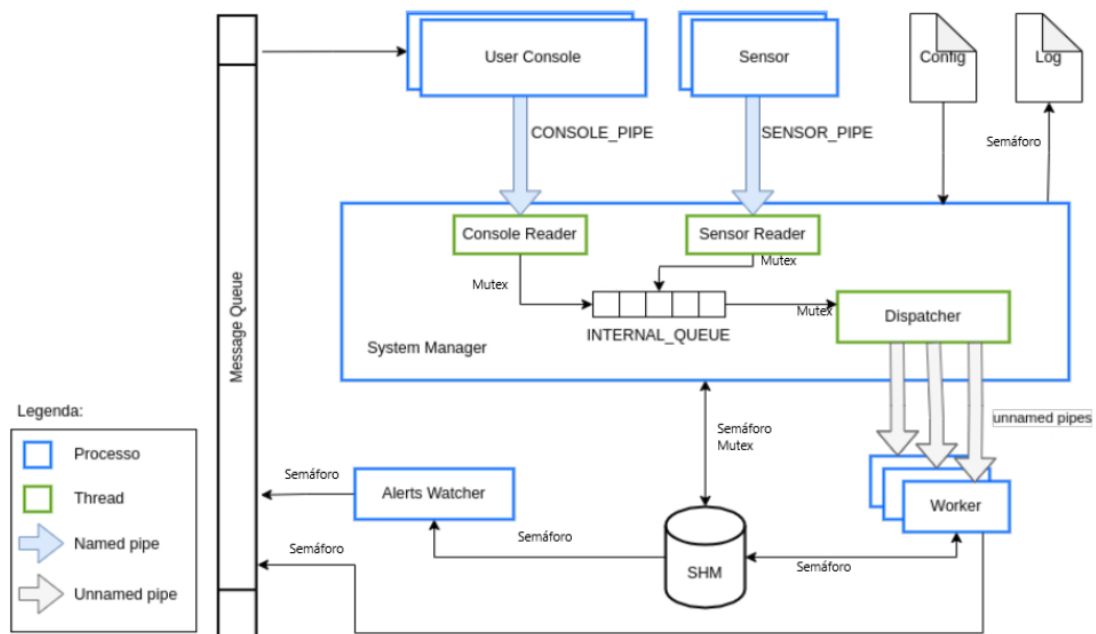 User Console
Sensor
Config
Log
CONSOLE_PIPE
SENSOR_PIPE
Semáforo
Console Reader
Sensor Reader
Mutex
Mutex
Mutex
INTERNAL_QUEUE
Dispatcher
System Manager
Message Queue
unnamed pipes
Semáforo
Mutex
Legenda:
Processo
Thread
Named pipe
Unnamed pipe
Semáforo
Alerts Watcher
Worker
Semáforo
Semáforo
SHM
Semáforo